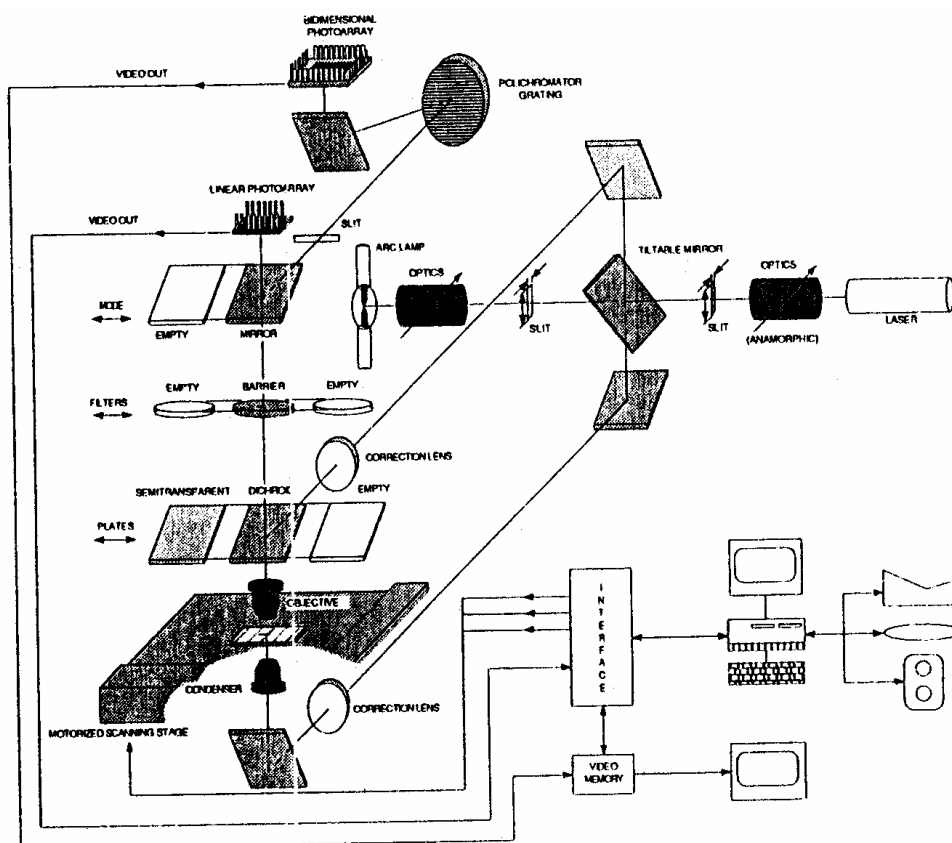 BIDIMENSIONAL
PHOTOARRAY
VIDEO OUT
POLICHROMATOR
GRATING
LINEAR PHOTOARRAY
VIDEO OUT
SLIT
ARC LAMP
OPTICS
TILTABLE MIRROR
OPTICS
MODE
EMPTY
MIRROR
SLIT
SLIT
(ANAMORPHIC)
LASER
EMPTY
BARRIER
EMPTY
FILTERS
CORRECTION LENS
SEMITRANSPARENT
DICHROIC
EMPTY
PLATES
OBJECTIVE
INTERFACE
CONDENSER
CORRECTION LENS
MOTORIZED SCANNING STAGE
VIDEO
MEMORY